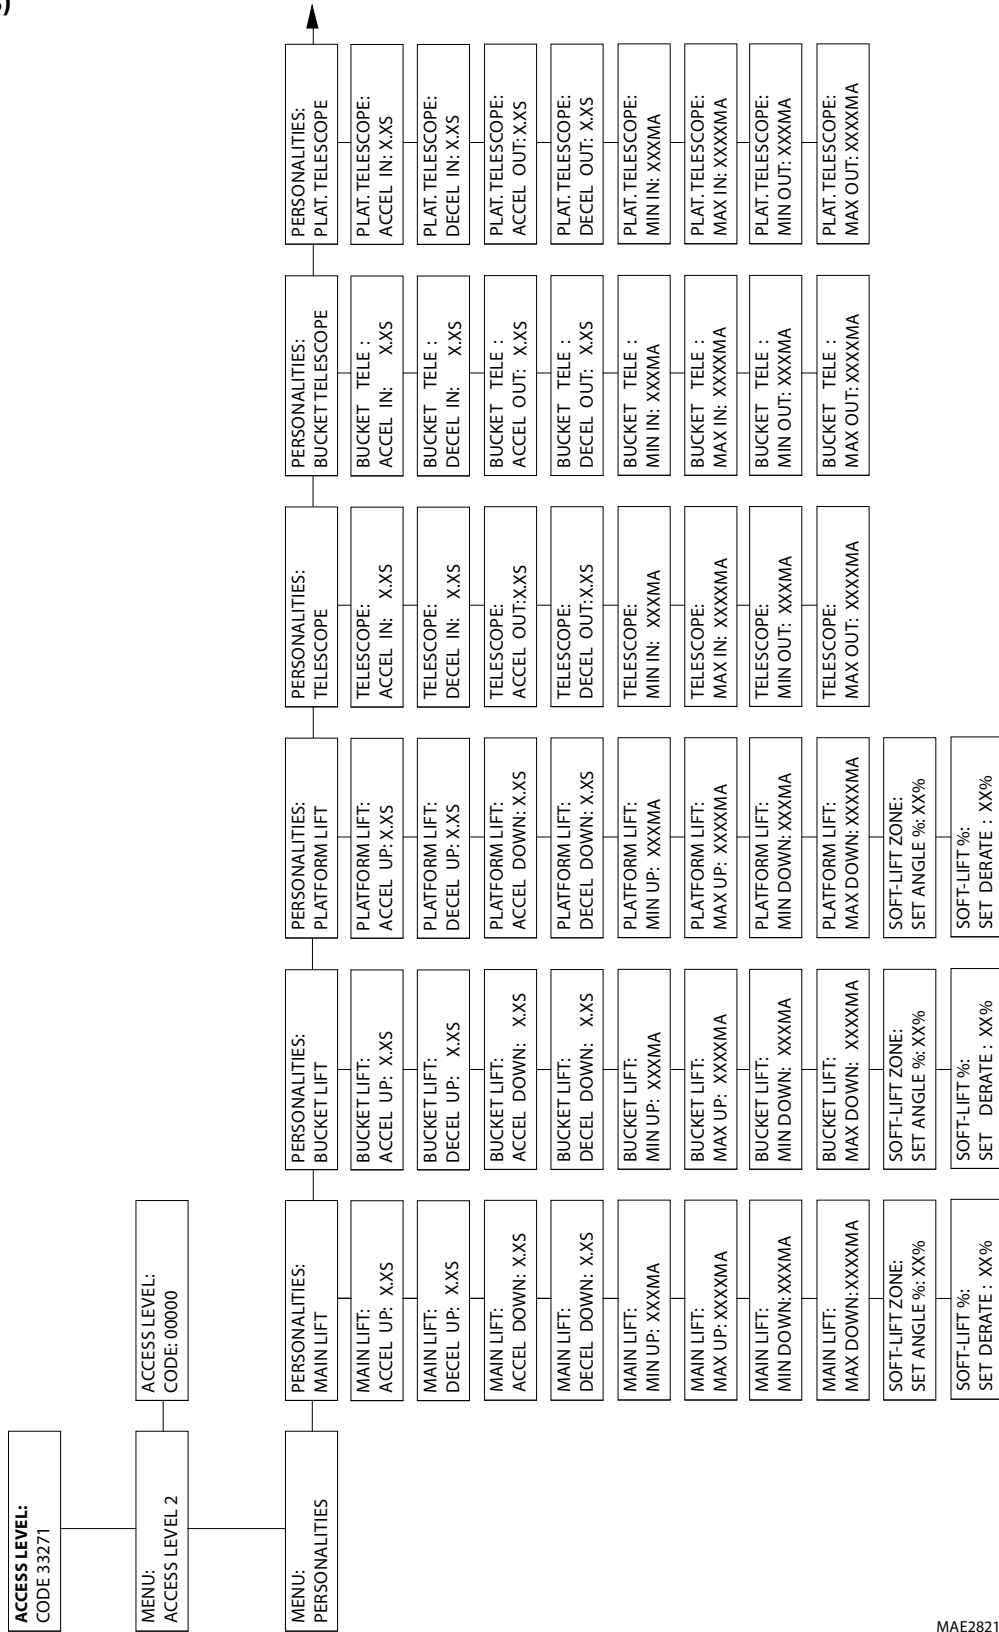 )
ACCESS LEVEL:
CODE 33271
MENU:
ACCESS LEVEL 2
ACCESS LEVEL:
CODE: 00000
MENU:
PERSONALITIES
PERSONALITIES:
MAIN LIFT
MAIN LIFT:
ACCEL UP: X.XS
MAIN LIFT:
DECEL UP: X.XS
MAIN LIFT:
ACCEL DOWN: X.XS
MAIN LIFT:
DECEL DOWN: X.XS
MAIN LIFT:
MIN UP: XXXMA
MAIN LIFT:
MAX UP: XXXXMA
MAIN LIFT:
MIN DOWN: XXXMA
MAIN LIFT:
MAX DOWN: XXXXMA
SOFT-LIFT ZONE:
SET ANGLE %: XX%
SOFT-LIFT %:
SET DERATE : XX%
PERSONALITIES:
BUCKET LIFT
BUCKET LIFT:
ACCEL UP: X.XS
BUCKET LIFT:
DECEL UP: X.XS
BUCKET LIFT:
ACCEL DOWN: X.XS
BUCKET LIFT:
DECEL DOWN: X.XS
BUCKET LIFT:
MIN UP: XXXMA
BUCKET LIFT:
MAX UP: XXXXMA
BUCKET LIFT:
MIN DOWN: XXXMA
BUCKET LIFT:
MAX DOWN: XXXXMA
SOFT-LIFT ZONE:
SET ANGLE %: XX%
SOFT-LIFT %:
SET DERATE : XX%
PERSONALITIES:
PLATFORM LIFT
PLATFORM LIFT:
ACCEL UP: X.XS
PLATFORM LIFT:
DECEL UP: X.XS
PLATFORM LIFT:
ACCEL DOWN: X.XS
PLATFORM LIFT:
DECEL DOWN: X.XS
PLATFORM LIFT:
MIN UP: XXXMA
PLATFORM LIFT:
MAX UP: XXXXMA
PLATFORM LIFT:
MIN DOWN: XXXMA
PLATFORM LIFT:
MAX DOWN: XXXXMA
SOFT-LIFT ZONE:
SET ANGLE %: XX%
SOFT-LIFT %:
SET DERATE : XX%
PERSONALITIES:
TELESCOPE
TELESCOPE:
ACCEL IN: X.XS
TELESCOPE:
DECEL IN: X.XS
TELESCOPE:
ACCEL OUT:X.XS
TELESCOPE:
DECEL OUT:X.XS
TELESCOPE:
MIN IN: XXXMA
TELESCOPE:
MAX IN: XXXXMA
TELESCOPE:
MIN OUT: XXXMA
TELESCOPE:
MAX OUT: XXXXMA
PERSONALITIES:
BUCKET TELESCOPE
BUCKET TELE :
ACCEL IN: X.XS
BUCKET TELE :
DECEL IN: X.XS
BUCKET TELE :
ACCEL OUT: X.XS
BUCKET TELE :
DECEL OUT: X.XS
BUCKET TELE :
MIN IN: XXXMA
BUCKET TELE :
MAX IN: XXXXMA
BUCKET TELE :
MIN OUT: XXXMA
BUCKET TELE :
MAX OUT: XXXXMA
PERSONALITIES:
PLAT. TELESCOPE
PLAT. TELESCOPE:
ACCEL IN: X.XS
PLAT. TELESCOPE:
DECEL IN: X.XS
PLAT. TELESCOPE:
ACCEL OUT: X.XS
PLAT. TELESCOPE:
DECEL OUT: X.XS
PLAT. TELESCOPE:
MIN IN: XXXMA
PLAT. TELESCOPE:
MAX IN: XXXXMA
PLAT. TELESCOPE:
MIN OUT: XXXMA
PLAT. TELESCOPE:
MAX OUT: XXXXMA
MAE2821